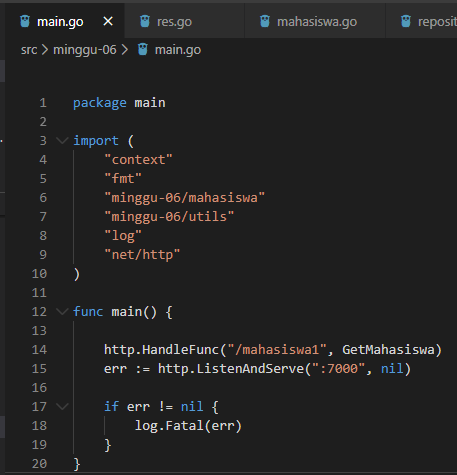 main.go
res.go
mahasiswa.go
src > minggu-06 > main.go
1 package main
2
3 import (
4     "context"
5     "fmt"
6     "minggu-06/mahasiswa"
7     "minggu-06/utils"
8     "log"
9     "net/http"
10 )
11
12 func main() {
13
14     http.HandleFunc("/mahasiswa1", GetMahasiswa)
15     err := http.ListenAndServe(":7000", nil)
16
17     if err != nil {
18         log.Fatal(err)
19     }
20 }